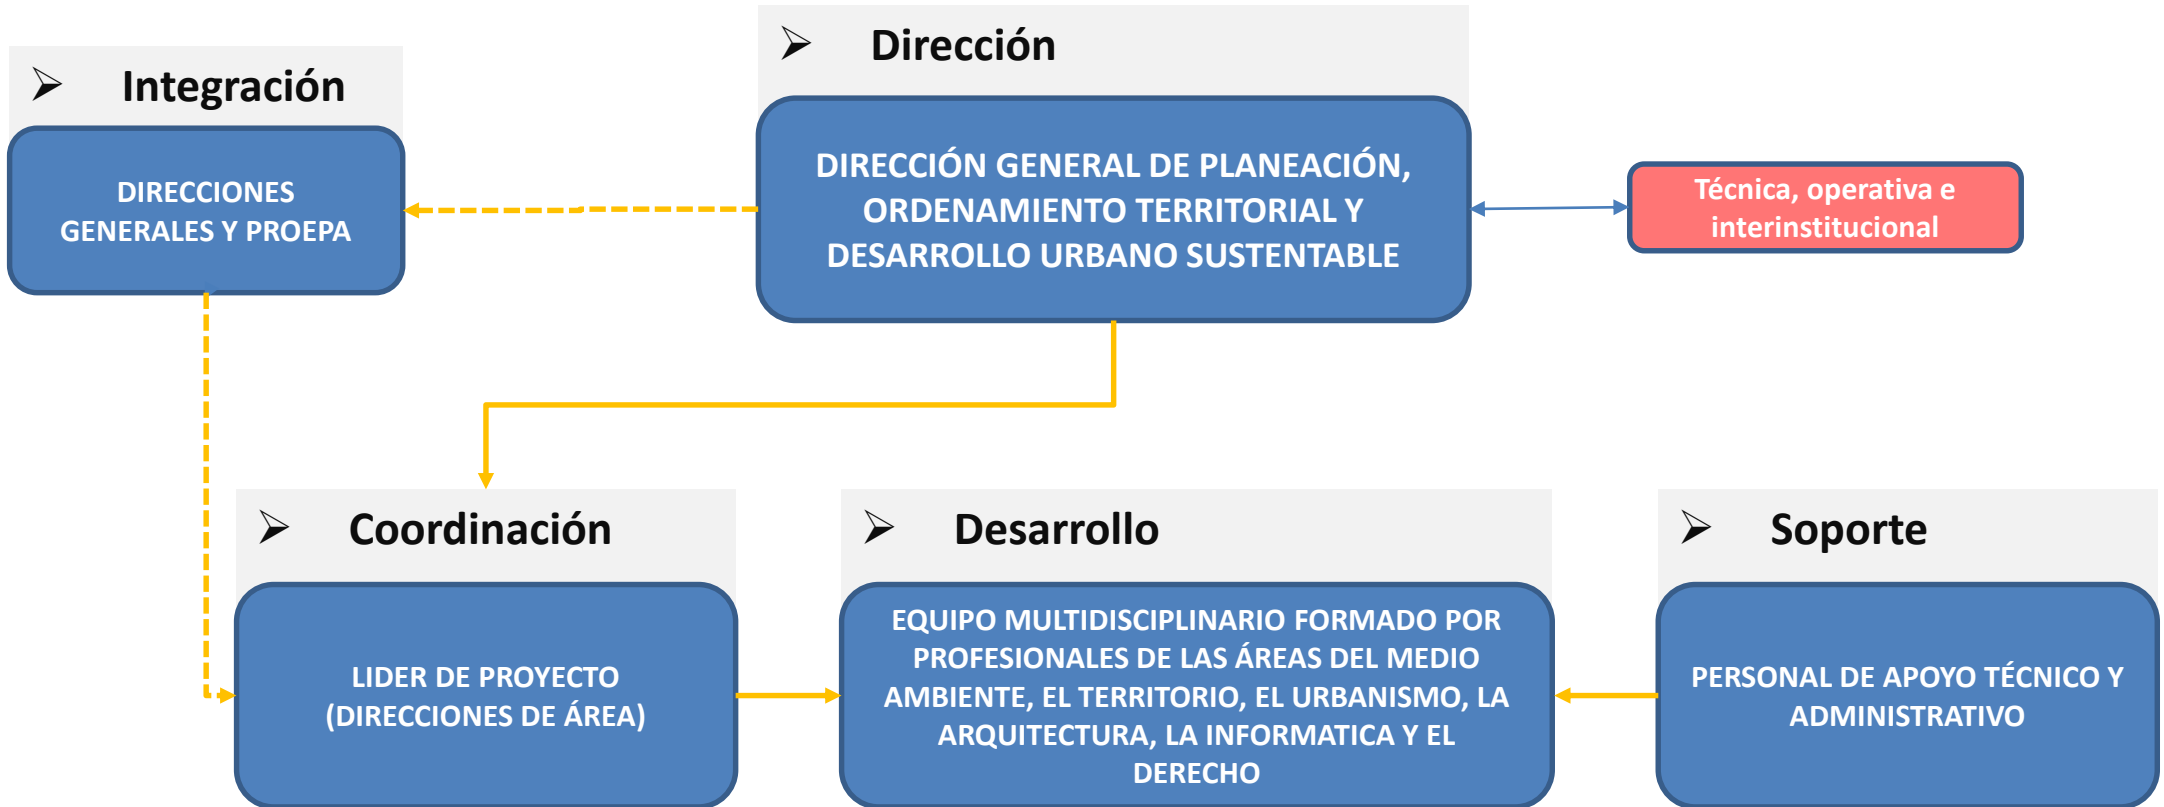 ➢ Integración
DIRECCIONES
GENERALES Y PROEPA
➢ Dirección
DIRECCIÓN GENERAL DE PLANEACIÓN,
ORDENAMIENTO TERRITORIAL Y
DESARROLLO URBANO SUSTENTABLE
Técnica, operativa e
interinstitucional
➢ Coordinación
LIDER DE PROYECTO
(DIRECCIONES DE ÁREA)
➢ Desarrollo
EQUIPO MULTIDISCIPLINARIO FORMADO POR
PROFESIONALES DE LAS ÁREAS DEL MEDIO
AMBIENTE, EL TERRITORIO, EL URBANISMO, LA
ARQUITECTURA, LA INFORMATICA Y EL
DERECHO
➢ Soporte
PERSONAL DE APOYO TÉCNICO Y
ADMINISTRATIVO